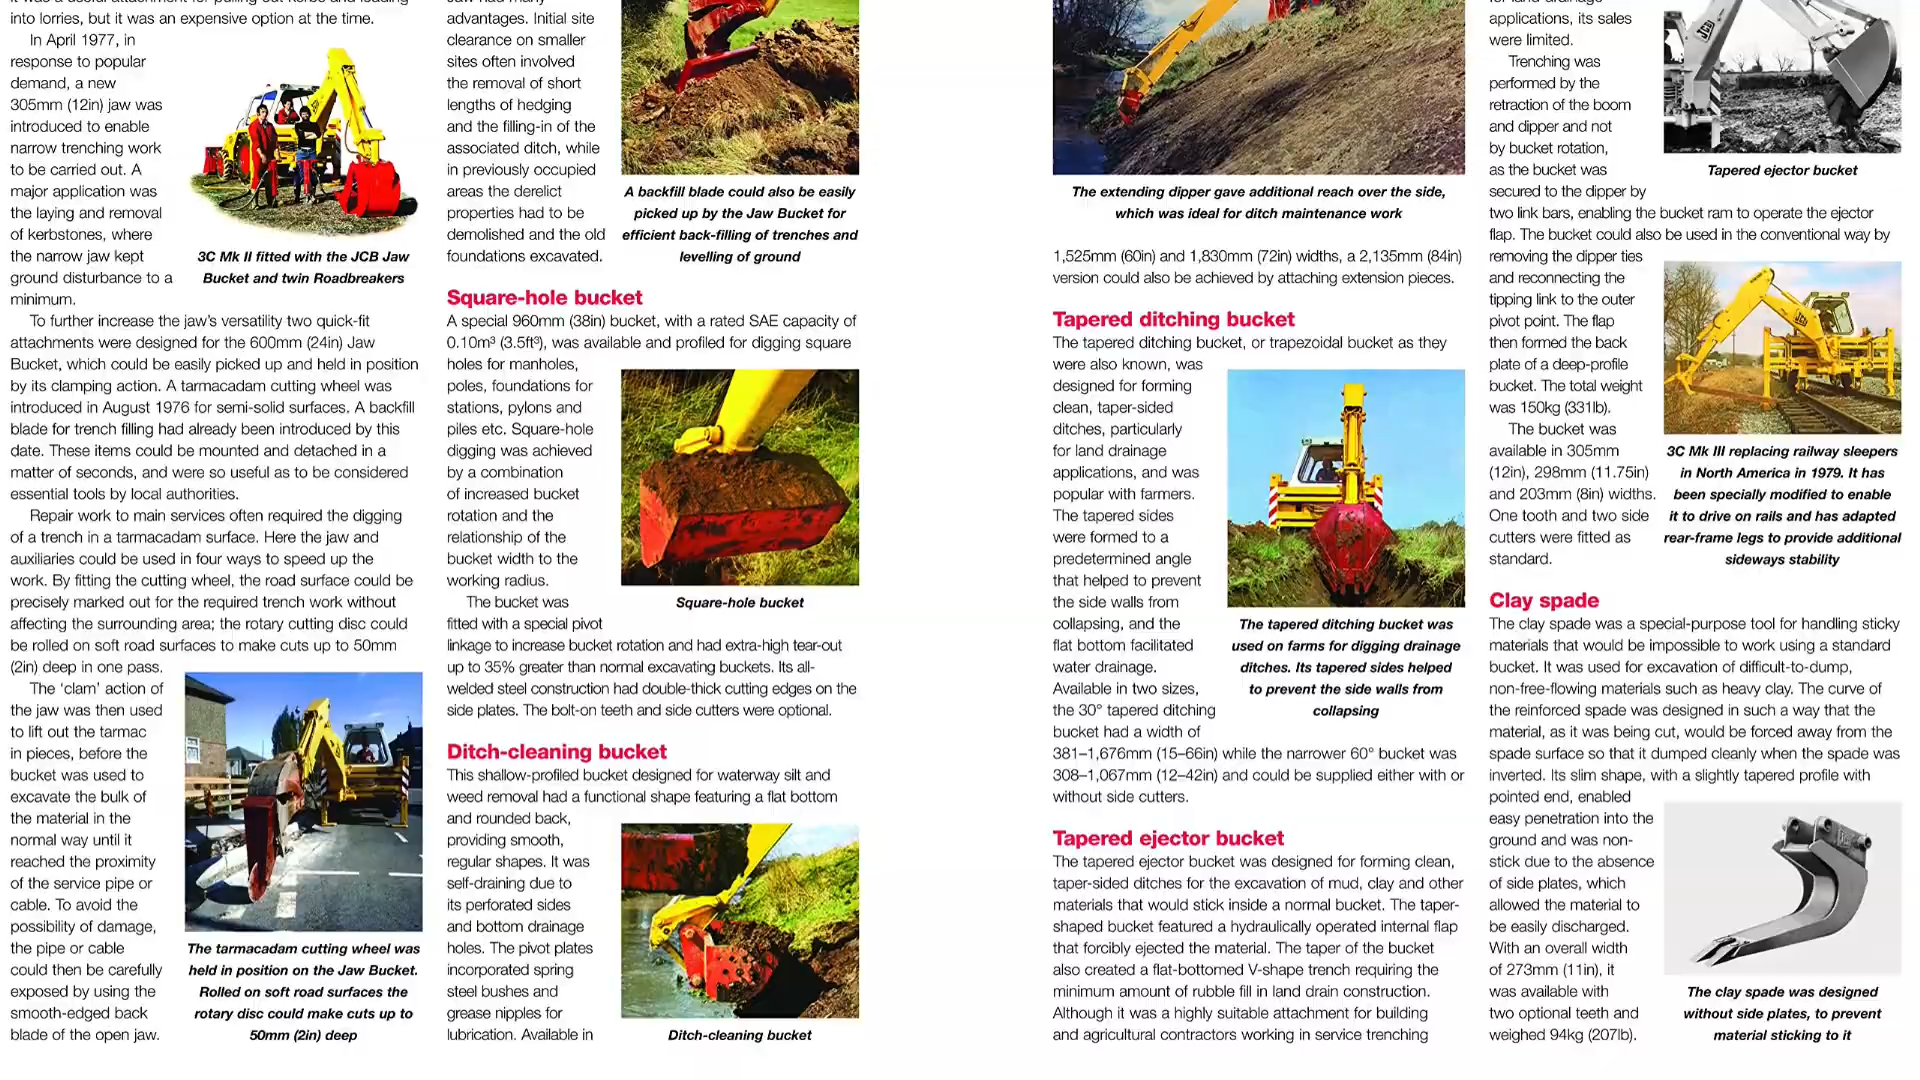 into lorries, but it was an expensive option at the time.
In April 1977, in
response to popular
demand, a new
305mm (12in) jaw was
introduced to enable
narrow trenching work
to be carried out. A
major application was
the laying and removal
of kerbstones, where
the narrow jaw kept
ground disturbance to a
minimum.
3C Mk II fitted with the JCB Jaw
Bucket and twin Roadbreakers
To further increase the jaw's versatility two quick-fit
attachments were designed for the 600mm (24in) Jaw
Bucket, which could be easily picked up and held in position
by its clamping action. A tarmacadam cutting wheel was
introduced in August 1976 for semi-solid surfaces. A backfill
blade for trench filling had already been introduced by this
date. These items could be mounted and detached in a
matter of seconds, and were so useful as to be considered
essential tools by local authorities.
Repair work to main services often required the digging
of a trench in a tarmacadam surface. Here the jaw and
auxiliaries could be used in four ways to speed up the
work. By fitting the cutting wheel, the road surface could be
precisely marked out for the required trench work without
affecting the surrounding area; the rotary cutting disc could
be rolled on soft road surfaces to make cuts up to 50mm
(2in) deep in one pass.
The 'clam' action of
the jaw was then used
to lift out the tarmac
in pieces, before the
bucket was used to
excavate the bulk of
the material in the
normal way until it
reached the proximity
of the service pipe or
cable. To avoid the
possibility of damage,
the pipe or cable
could then be carefully
exposed by using the
smooth-edged back
blade of the open jaw.
The tarmacadam cutting wheel was
held in position on the Jaw Bucket.
Rolled on soft road surfaces the
rotary disc could make cuts up to
50mm (2in) deep
advantages. Initial site
clearance on smaller
sites often involved
the removal of short
lengths of hedging
and the filling-in of the
associated ditch, while
in previously occupied
areas the derelict
properties had to be
demolished and the old
foundations excavated.
A backfill blade could also be easily
picked up by the Jaw Bucket for
efficient back-filling of trenches and
levelling of ground
Square-hole bucket
A special 960mm (38in) bucket, with a rated SAE capacity of
0.10m³ (3.5ft³), was available and profiled for digging square
holes for manholes,
poles, foundations for
stations, pylons and
piles etc. Square-hole
digging was achieved
by a combination
of increased bucket
rotation and the
relationship of the
bucket width to the
working radius.
The bucket was
fitted with a special pivot
linkage to increase bucket rotation and had extra-high tear-out
up to 35% greater than normal excavating buckets. Its all-
welded steel construction had double-thick cutting edges on the
side plates. The bolt-on teeth and side cutters were optional.
Square-hole bucket
Ditch-cleaning bucket
This shallow-profiled bucket designed for waterway silt and
weed removal had a functional shape featuring a flat bottom
and rounded back,
providing smooth,
regular shapes. It was
self-draining due to
its perforated sides
and bottom drainage
holes. The pivot plates
incorporated spring
steel bushes and
grease nipples for
lubrication. Available in
Ditch-cleaning bucket
The extending dipper gave additional reach over the side,
which was ideal for ditch maintenance work
1,525mm (60in) and 1,830mm (72in) widths, a 2,135mm (84in)
version could also be achieved by attaching extension pieces.
Tapered ditching bucket
The tapered ditching bucket, or trapezoidal bucket as they
were also known, was
designed for forming
clean, taper-sided
ditches, particularly
for land drainage
applications, and was
popular with farmers.
The tapered sides
were formed to a
predetermined angle
that helped to prevent
the side walls from
collapsing, and the
flat bottom facilitated
water drainage.
Available in two sizes,
the 30° tapered ditching
bucket had a width of
381–1,676mm (15–66in) while the narrower 60° bucket was
308–1,067mm (12–42in) and could be supplied either with or
without side cutters.
The tapered ditching bucket was
used on farms for digging drainage
ditches. Its tapered sides helped
to prevent the side walls from
collapsing
Tapered ejector bucket
The tapered ejector bucket was designed for forming clean,
taper-sided ditches for the excavation of mud, clay and other
materials that would stick inside a normal bucket. The taper-
shaped bucket featured a hydraulically operated internal flap
that forcibly ejected the material. The taper of the bucket
also created a flat-bottomed V-shape trench requiring the
minimum amount of rubble fill in land drain construction.
Although it was a highly suitable attachment for building
and agricultural contractors working in service trenching
applications, its sales
were limited.
Trenching was
performed by the
retraction of the boom
and dipper and not
by bucket rotation,
as the bucket was
secured to the dipper by
two link bars, enabling the bucket ram to operate the ejector
flap. The bucket could also be used in the conventional way by
removing the dipper ties
and reconnecting the
tipping link to the outer
pivot point. The flap
then formed the back
plate of a deep-profile
bucket. The total weight
was 150kg (331lb).
The bucket was
available in 305mm
(12in), 298mm (11.75in)
and 203mm (8in) widths.
One tooth and two side
cutters were fitted as
standard.
JCB
Tapered ejector bucket
JCB
3C Mk III replacing railway sleepers
in North America in 1979. It has
been specially modified to enable
it to drive on rails and has adapted
rear-frame legs to provide additional
sideways stability
Clay spade
The clay spade was a special-purpose tool for handling sticky
materials that would be impossible to work using a standard
bucket. It was used for excavation of difficult-to-dump,
non-free-flowing materials such as heavy clay. The curve of
the reinforced spade was designed in such a way that the
material, as it was being cut, would be forced away from the
spade surface so that it dumped cleanly when the spade was
inverted. Its slim shape, with a slightly tapered profile with
pointed end, enabled
easy penetration into the
ground and was non-
stick due to the absence
of side plates, which
allowed the material to
be easily discharged.
With an overall width
of 273mm (11in), it
was available with
two optional teeth and
weighed 94kg (207lb).
The clay spade was designed
without side plates, to prevent
material sticking to it